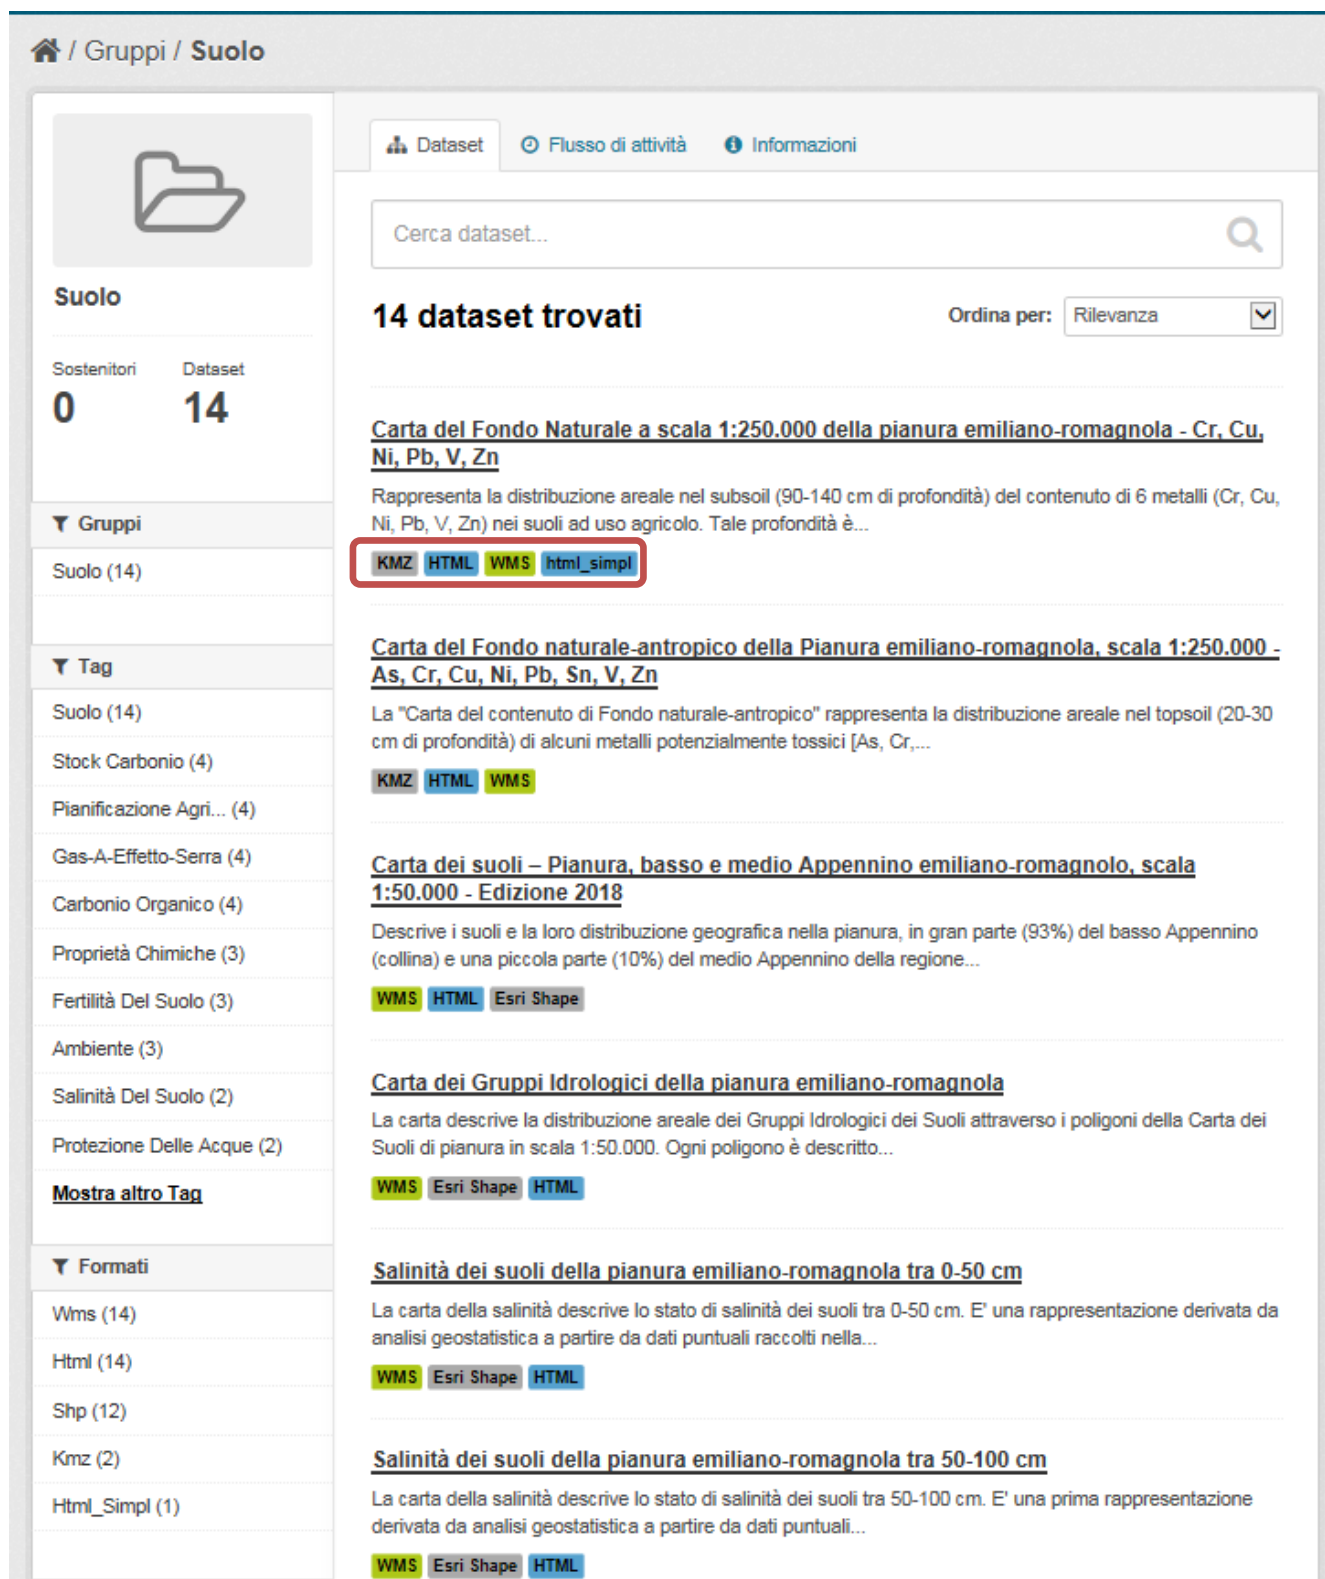 / Gruppi / Suolo
Suolo
Sostenitori Dataset
0 14
Gruppi
Suolo (14)
Tag
Suolo (14)
Stock Carbonio (4)
Pianificazione Agri... (4)
Gas-A-Effetto-Serra (4)
Carbonio Organico (4)
Proprietà Chimiche (3)
Fertilità Del Suolo (3)
Ambiente (3)
Salinità Del Suolo (2)
Protezione Delle Acque (2)
Mostra altro Tag
Formati
Wms (14)
Html (14)
Shp (12)
Kmz (2)
Html_Simpl (1)
Dataset Flusso di attività Informazioni
Cerca dataset...
14 dataset trovati
Ordina per: Rilevanza
Carta del Fondo Naturale a scala 1:250.000 della pianura emiliano-romagnola - Cr, Cu,
Ni, Pb, V, Zn
Rappresenta la distribuzione areale nel subsoil (90-140 cm di profondità) del contenuto di 6 metalli (Cr, Cu,
Ni, Pb, V, Zn) nei suoli ad uso agricolo. Tale profondità è...
KMZ HTML WMS html_simpl
Carta del Fondo naturale-antropico della Pianura emiliano-romagnola, scala 1:250.000 -
As, Cr, Cu, Ni, Pb, Sn, V, Zn
La "Carta del contenuto di Fondo naturale-antropico" rappresenta la distribuzione areale nel topsoil (20-30
cm di profondità) di alcuni metalli potenzialmente tossici [As, Cr,...
KMZ HTML WMS
Carta dei suoli – Pianura, basso e medio Appennino emiliano-romagnolo, scala
1:50.000 - Edizione 2018
Descrive i suoli e la loro distribuzione geografica nella pianura, in gran parte (93%) del basso Appennino
(collina) e una piccola parte (10%) del medio Appennino della regione...
WMS HTML Esri Shape
Carta dei Gruppi Idrologici della pianura emiliano-romagnola
La carta descrive la distribuzione areale dei Gruppi Idrologici dei Suoli attraverso i poligoni della Carta dei
Suoli di pianura in scala 1:50.000. Ogni poligono è descritto...
WMS Esri Shape HTML
Salinità dei suoli della pianura emiliano-romagnola tra 0-50 cm
La carta della salinità descrive lo stato di salinità dei suoli tra 0-50 cm. E' una rappresentazione derivata da
analisi geostatistica a partire da dati puntuali raccolti nella...
WMS Esri Shape HTML
Salinità dei suoli della pianura emiliano-romagnola tra 50-100 cm
La carta della salinità descrive lo stato di salinità dei suoli tra 50-100 cm. E' una prima rappresentazione
derivata da analisi geostatistica a partire da dati puntuali...
WMS Esri Shape HTML